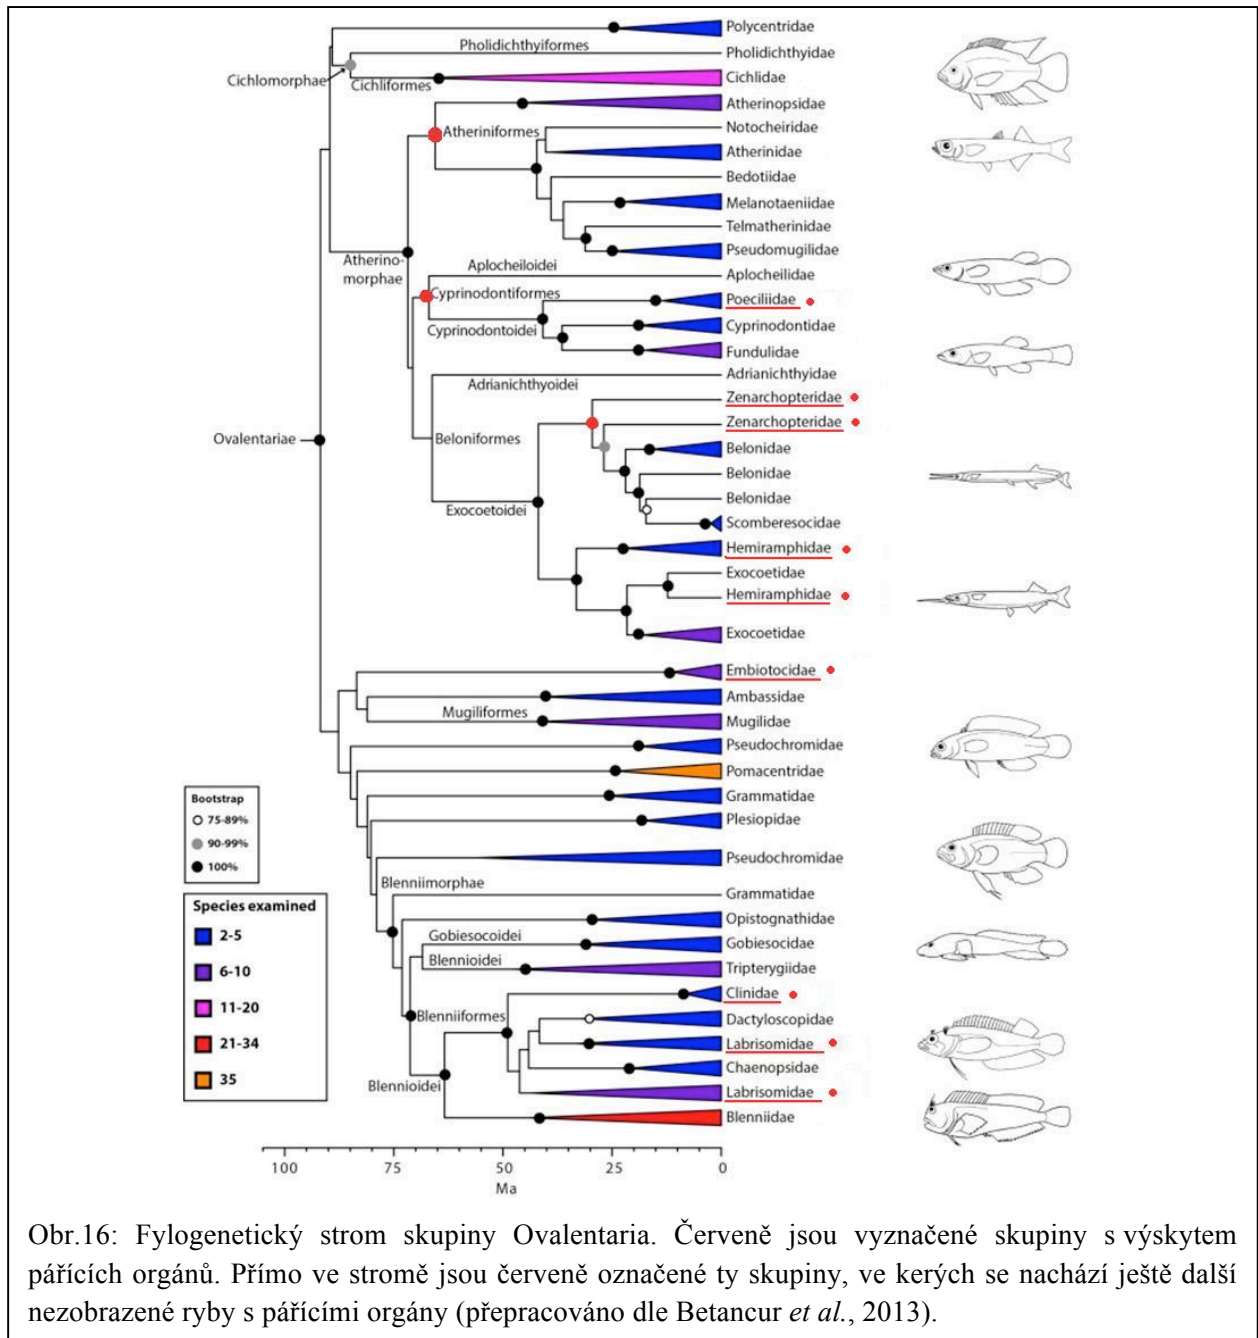 Polycentridae
Pholidichthyiformes
Pholidichthyidae
Cichlomorphae
Cichliformes
Cichlidae
Atherinopsidae
Atheriniformes
Notocheiridae
Atherinidae
Bedotiidae
Melanotaeniidae
Telmatherinidae
Pseudomugilidae
Atherino-
morphae
Aplocheiloidei
Aplocheilidae
Cyprinodontiformes
Poeciliidae
Cyprinodontoidei
Cyprinodontidae
Fundulidae
Adrianichthyidae
Adrianichthyoidei
Zenarchopteridae
Zenarchopteridae
Ovalentariae
Beloniformes
Belonidae
Belonidae
Belonidae
Exocoetoidei
Scomberesocidae
Hemiramphidae
Exocoetidae
Hemiramphidae
Exocoetidae
Embiotocidae
Ambassidae
Mugiliformes
Mugilidae
Pseudochromidae
Pomacentridae
Grammatidae
Plesiopidae
Pseudochromidae
Blenniimorphae
Grammatidae
Opistognathidae
Gobiesocoidei
Gobiesocidae
Blennioidei
Tripterygiidae
Clinidae
Blenniiformes
Dactyloscopidae
Labrisomidae
Chaenopsidae
Blennioidei
Labrisomidae
Blenniidae
Bootstrap
75-89%
90-99%
100%
Species examined
2-5
6-10
11-20
21-34
35
100 75 50 25 0
Ma
Obr.16: Fylogenetický strom skupiny Ovalentaria. Červeně jsou vyznačené skupiny s výskytem
pářících orgánů. Přímo ve stromě jsou červeně označené ty skupiny, ve kerých se nachází ještě další
nezobrazené ryby s pářícími orgány (přepracováno dle Betancur et al., 2013).